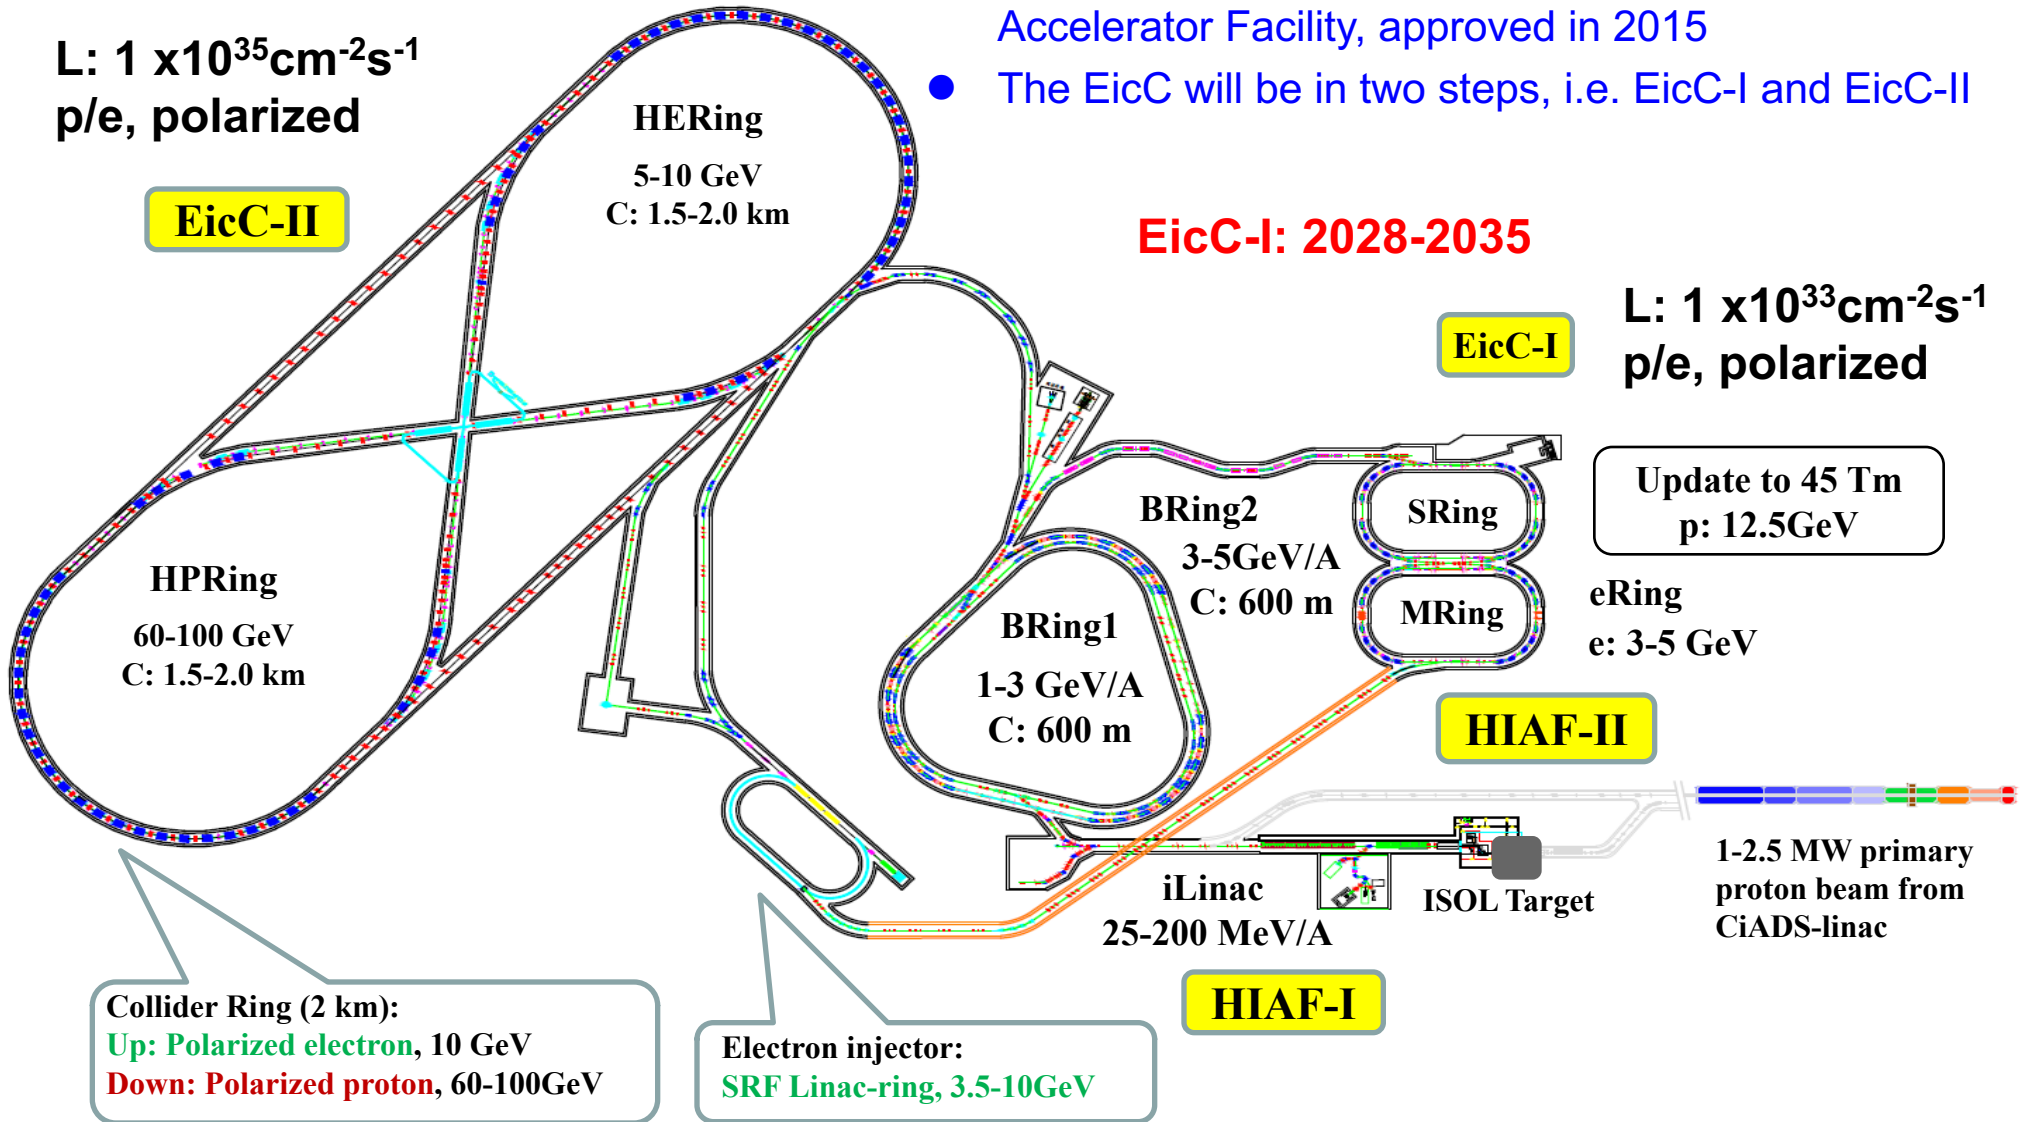 Accelerator Facility, approved in 2015
● The EicC will be in two steps, i.e. EicC-I and EicC-II
L: 1 x10³⁵cm⁻²s⁻¹
p/e, polarized
EicC-II
HERing
5-10 GeV
C: 1.5-2.0 km
EicC-I: 2028-2035
L: 1 x10³³cm⁻²s⁻¹
p/e, polarized
EicC-I
Update to 45 Tm
p: 12.5GeV
BRing2
3-5GeV/A
C: 600 m
SRing
MRing
eRing
e: 3-5 GeV
HPRing
60-100 GeV
C: 1.5-2.0 km
BRing1
1-3 GeV/A
C: 600 m
HIAF-II
iLinac
25-200 MeV/A
ISOL Target
1-2.5 MW primary
proton beam from
CiADS-linac
HIAF-I
Collider Ring (2 km):
Up: Polarized electron, 10 GeV
Down: Polarized proton, 60-100GeV
Electron injector:
SRF Linac-ring, 3.5-10GeV